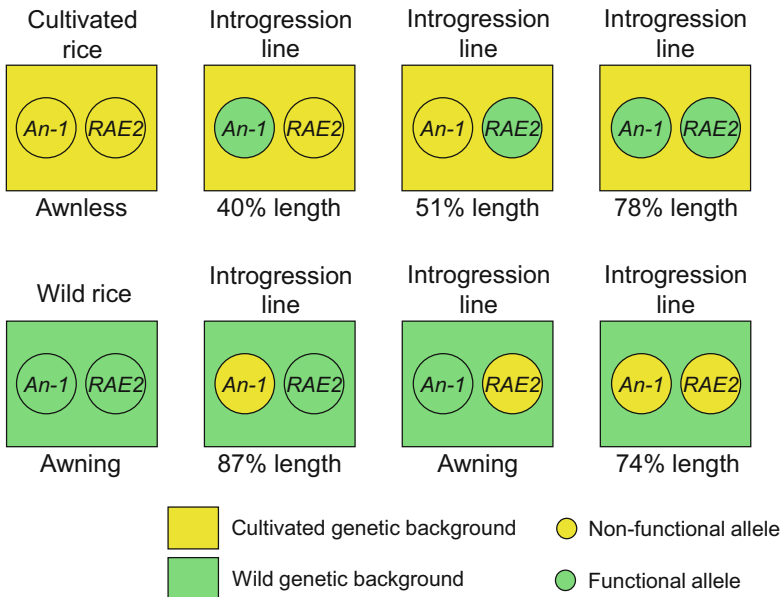 Cultivated
rice
Introgression
line
Introgression
line
Introgression
line
An-1
RAE2
An-1
RAE2
An-1
RAE2
An-1
RAE2
Awnless
40% length
51% length
78% length
Wild rice
Introgression
line
Introgression
line
Introgression
line
An-1
RAE2
An-1
RAE2
An-1
RAE2
An-1
RAE2
Awning
87% length
Awning
74% length
Cultivated genetic background
Non-functional allele
Wild genetic background
Functional allele